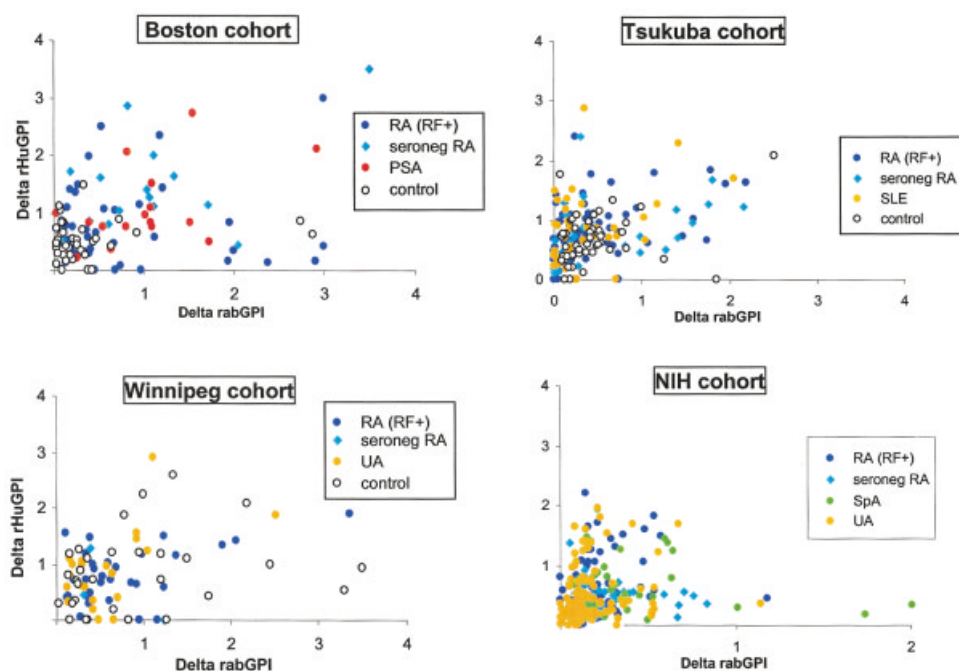 Boston cohort
4
3
2
1
0
1
2
3
4
Delta rHuGPI
Delta rabGPI
RA (RF+)
seroneg RA
PSA
control
Tsukuba cohort
4
3
2
1
0
0
1
2
3
4
Delta rabGPI
RA (RF+)
seroneg RA
SLE
control
Winnipeg cohort
4
3
2
1
1
2
3
4
Delta rHuGPI
Delta rabGPI
RA (RF+)
seroneg RA
UA
control
NIH cohort
4
3
2
1
1
2
Delta rabGPI
RA (RF+)
seroneg RA
SpA
UA